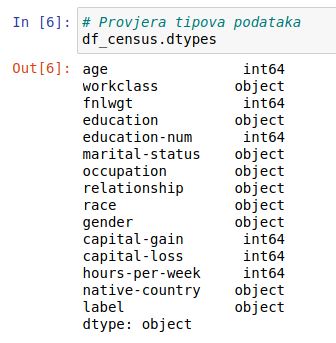 In [6]: # Provjera tipova podataka
df_census.dtypes
Out[6]: age int64
workclass object
fnlwgt int64
education object
education-num int64
marital-status object
occupation object
relationship object
race object
gender object
capital-gain int64
capital-loss int64
hours-per-week int64
native-country object
label object
dtype: object